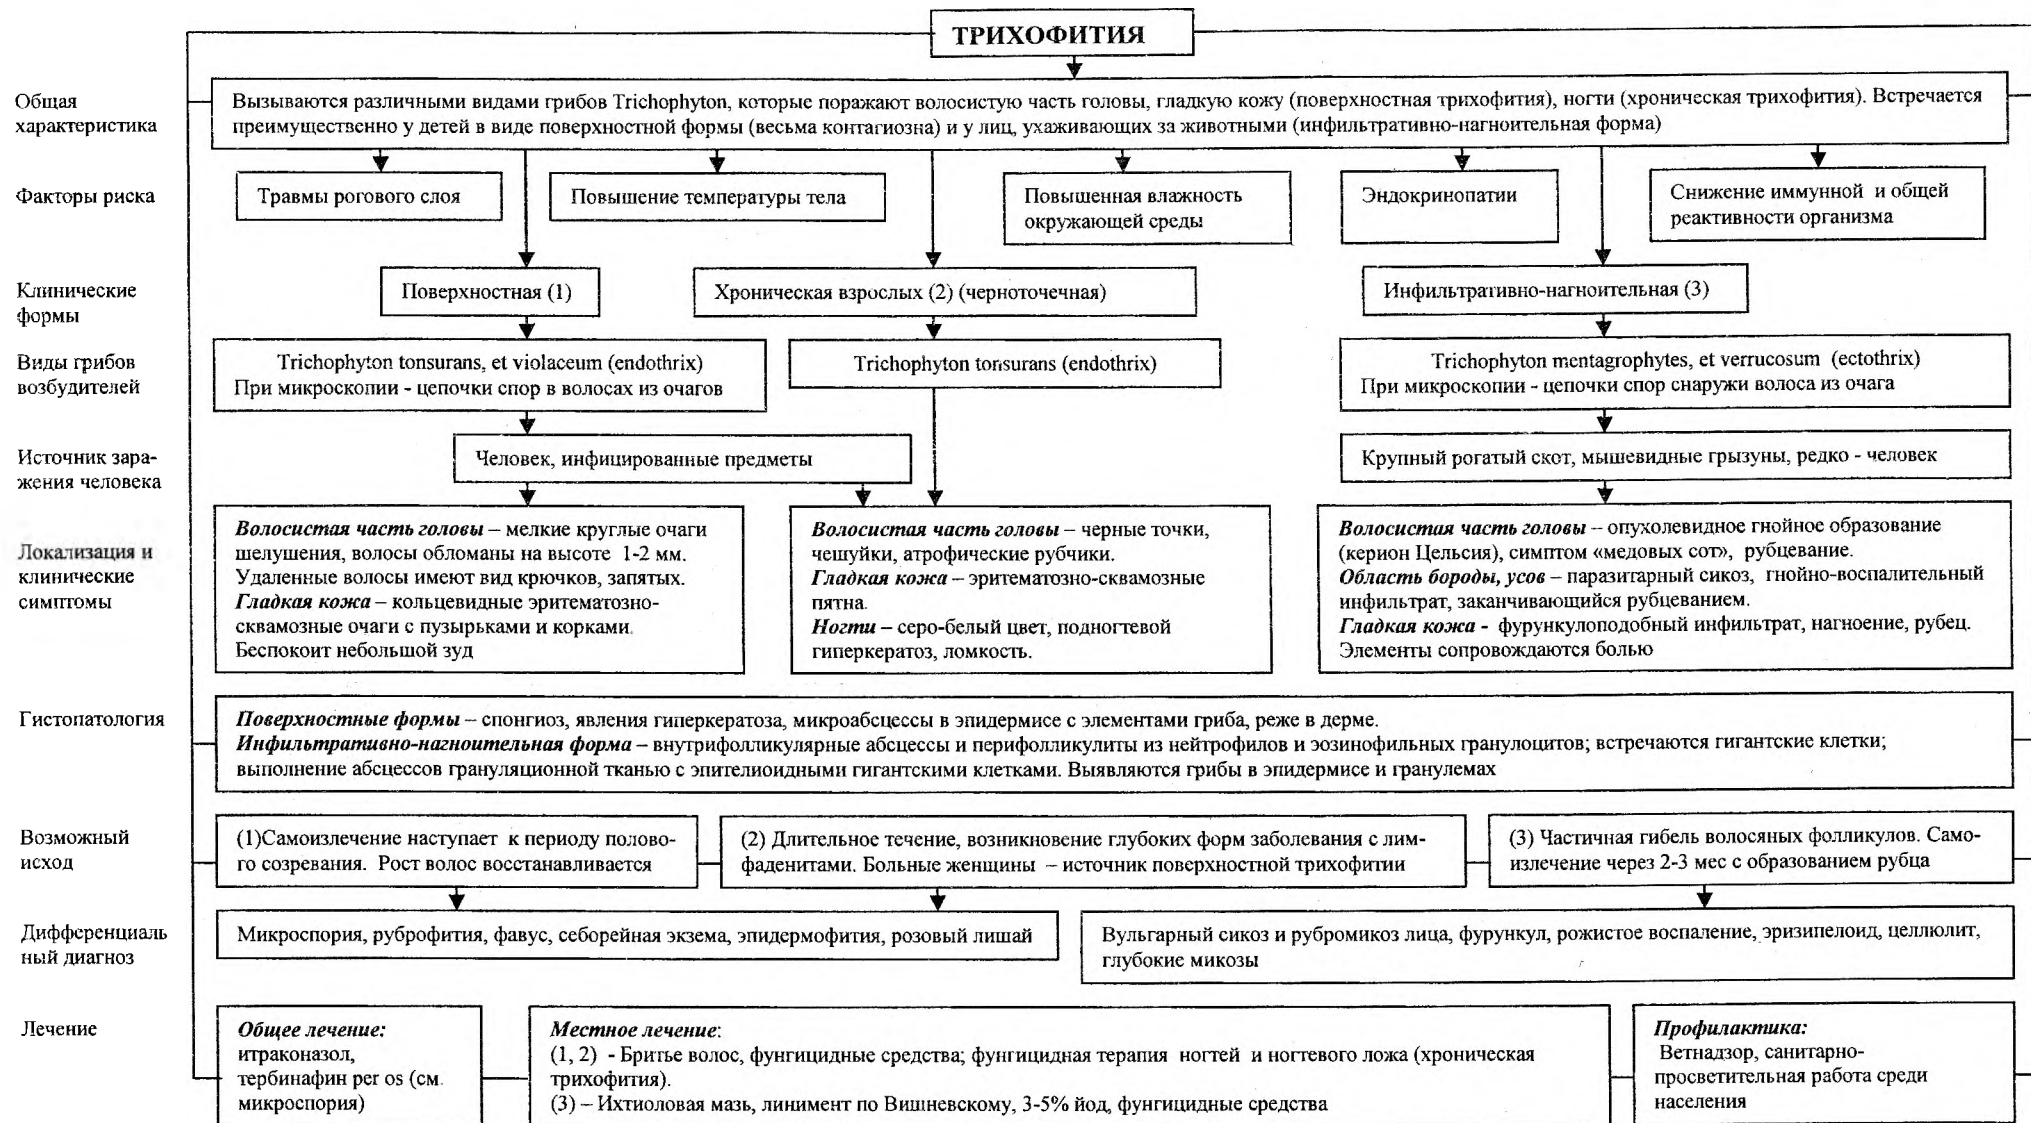 ТРИХОФИТИЯ
Общая
характеристика
Вызываются различными видами грибов Trichophyton, которые поражают волосистую часть головы, гладкую кожу (поверхностная трихофития), ногти (хроническая трихофития). Встречается
преимущественно у детей в виде поверхностной формы (весьма контагиозна) и у лиц, ухаживающих за животными (инфильтративно-нагноительная форма)
Факторы риска
Травмы рогового слоя
Повышение температуры тела
Повышенная влажность
окружающей среды
Эндокринопатии
Снижение иммунной и общей
реактивности организма
Клинические
формы
Поверхностная (1)
Хроническая взрослых (2) (черноточечная)
Инфильтративно-нагноительная (3)
Виды грибов
возбудителей
Trichophyton tonsurans, et violaceum (endothrix)
При микроскопии - цепочки спор в волосах из очагов
Trichophyton tonsurans (endothrix)
Trichophyton mentagrophytes, et verrucosum (ectothrix)
При микроскопии - цепочки спор снаружи волоса из очага
Источник зара-
жения человека
Человек, инфицированные предметы
Крупный рогатый скот, мышевидные грызуны, редко - человек
Локализация и
клинические
симптомы
Волосистая часть головы – мелкие круглые очаги
шелушения, волосы обломаны на высоте 1-2 мм.
Удаленные волосы имеют вид крючков, запятых.
Гладкая кожа – кольцевидные эритематозно-
сквамозные очаги с пузырьками и корками.
Беспокоит небольшой зуд
Волосистая часть головы – черные точки,
чешуйки, атрофические рубчики.
Гладкая кожа – эритематозно-сквамозные
пятна.
Ногти – серо-белый цвет, подногтевой
гиперкератоз, ломкость.
Волосистая часть головы – опухолевидное гнойное образование
(керион Цельсия), симптом «медовых сот», рубцевание.
Область бороды, усов – паразитарный сикоз, гнойно-воспалительный
инфильтрат, заканчивающийся рубцеванием.
Гладкая кожа - фурункулоподобный инфильтрат, нагноение, рубец.
Элементы сопровождаются болью
Гистопатология
Поверхностные формы – спонгиоз, явления гиперкератоза, микроабсцессы в эпидермисе с элементами гриба, реже в дерме.
Инфильтративно-нагноительная форма – внутрифолликулярные абсцессы и перифолликулиты из нейтрофилов и эозинофильных гранулоцитов; встречаются гигантские клетки;
выполнение абсцессов грануляционной тканью с эпителиоидными гигантскими клетками. Выявляются грибы в эпидермисе и гранулемах
Возможный
исход
(1)Самоизлечение наступает к периоду полово-
го созревания. Рост волос восстанавливается
(2) Длительное течение, возникновение глубоких форм заболевания с лим-
фаденитами. Больные женщины – источник поверхностной трихофитии
(3) Частичная гибель волосяных фолликулов. Само-
излечение через 2-3 мес с образованием рубца
Дифференциаль
ный диагноз
Микроспория, руброфития, фавус, себорейная экзема, эпидермофития, розовый лишай
Вульгарный сикоз и рубромикоз лица, фурункул, рожистое воспаление, эризипелоид, целлюлит,
глубокие микозы
Лечение
Общее лечение:
итраконазол,
тербинафин per os (см.
микроспория)
Местное лечение:
(1, 2) - Бритье волос, фунгицидные средства; фунгицидная терапия ногтей и ногтевого ложа (хроническая
трихофития).
(3) – Ихтиоловая мазь, линимент по Вишневскому, 3-5% йод, фунгицидные средства
Профилактика:
Ветнадзор, санитарно-
просветительная работа среди
населения